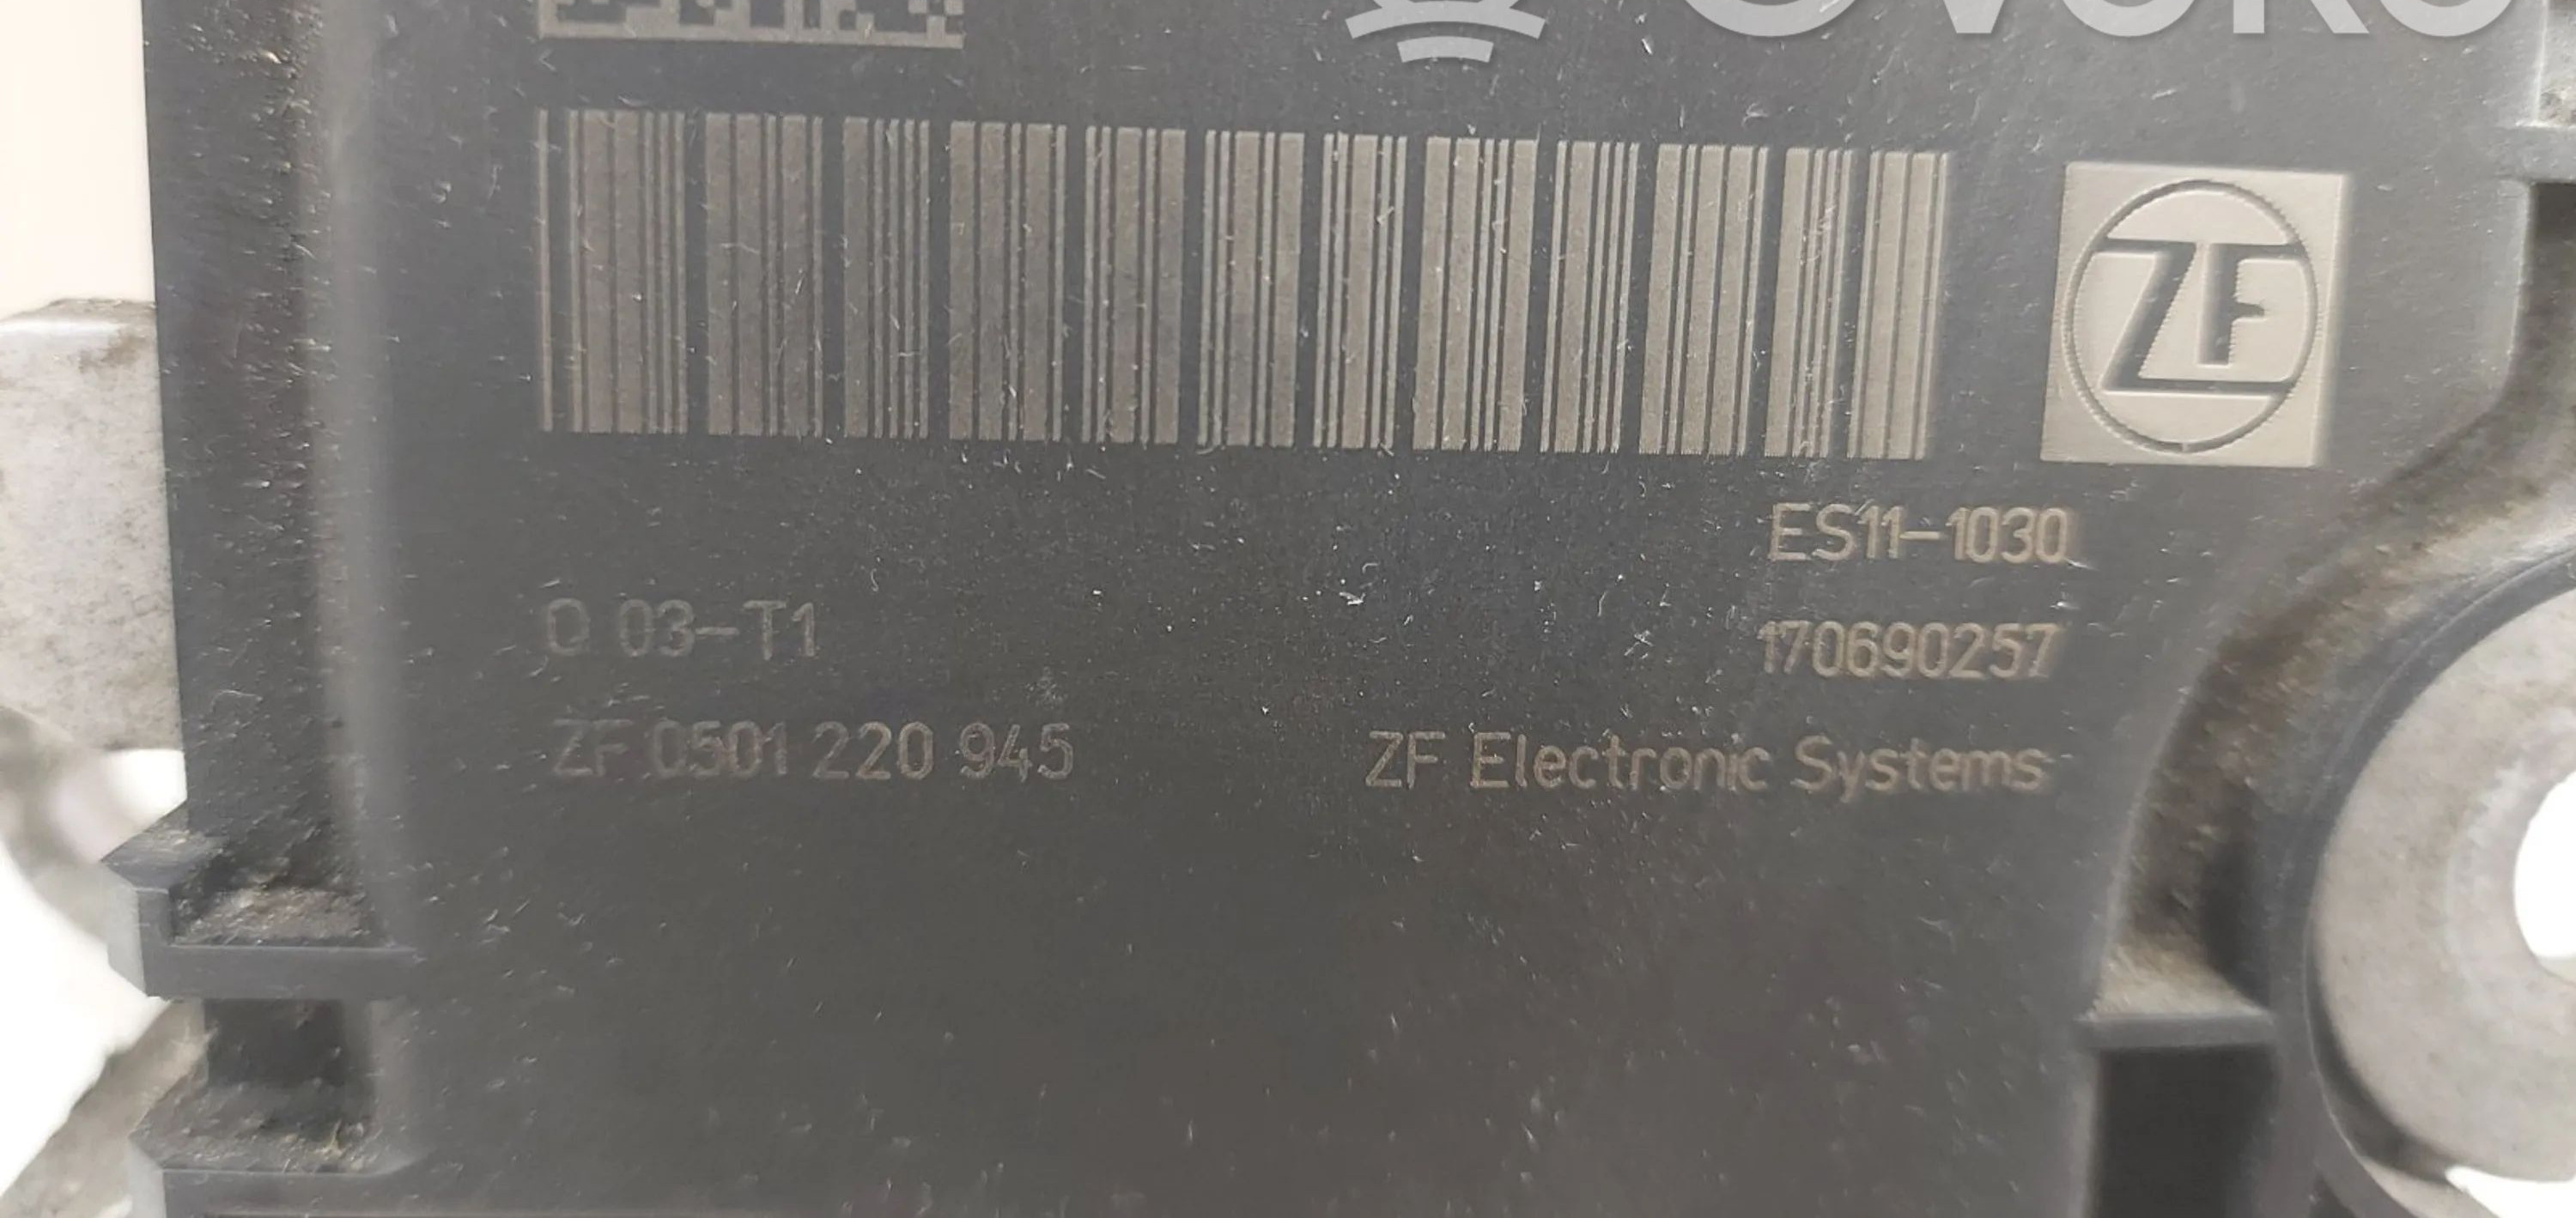 ZF
ES11-1030
Q 03-T1
170690257
ZF 0501 220 945
ZF Electronic Systems